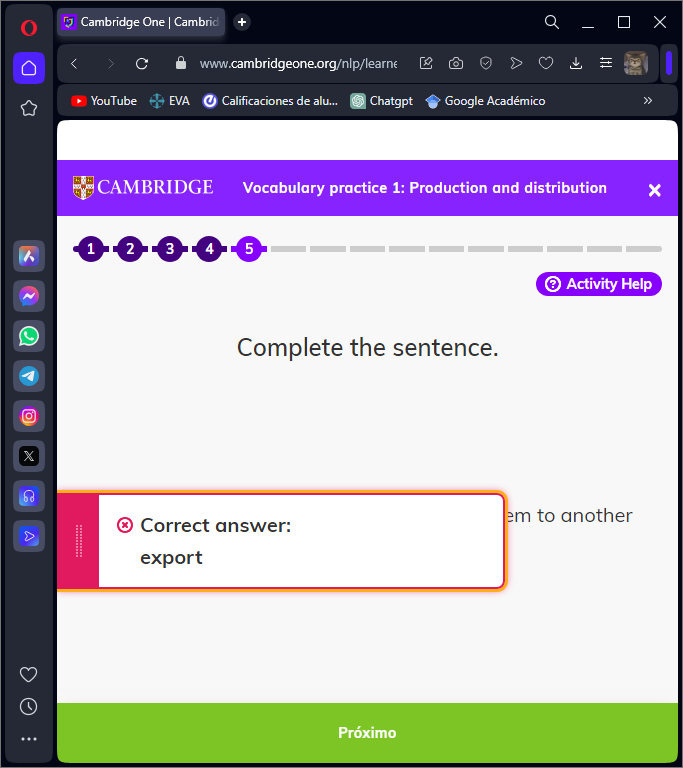 Cambridge One | Cambrid
www.cambridgeone.org/nlp/learne
YouTube
EVA
Calificaciones de alu...
Chatgpt
Google Académico
CAMBRIDGE
Vocabulary practice 1: Production and distribution
1 2 3 4 5
Activity Help
Complete the sentence.
em to another
Correct answer:
export
Próximo